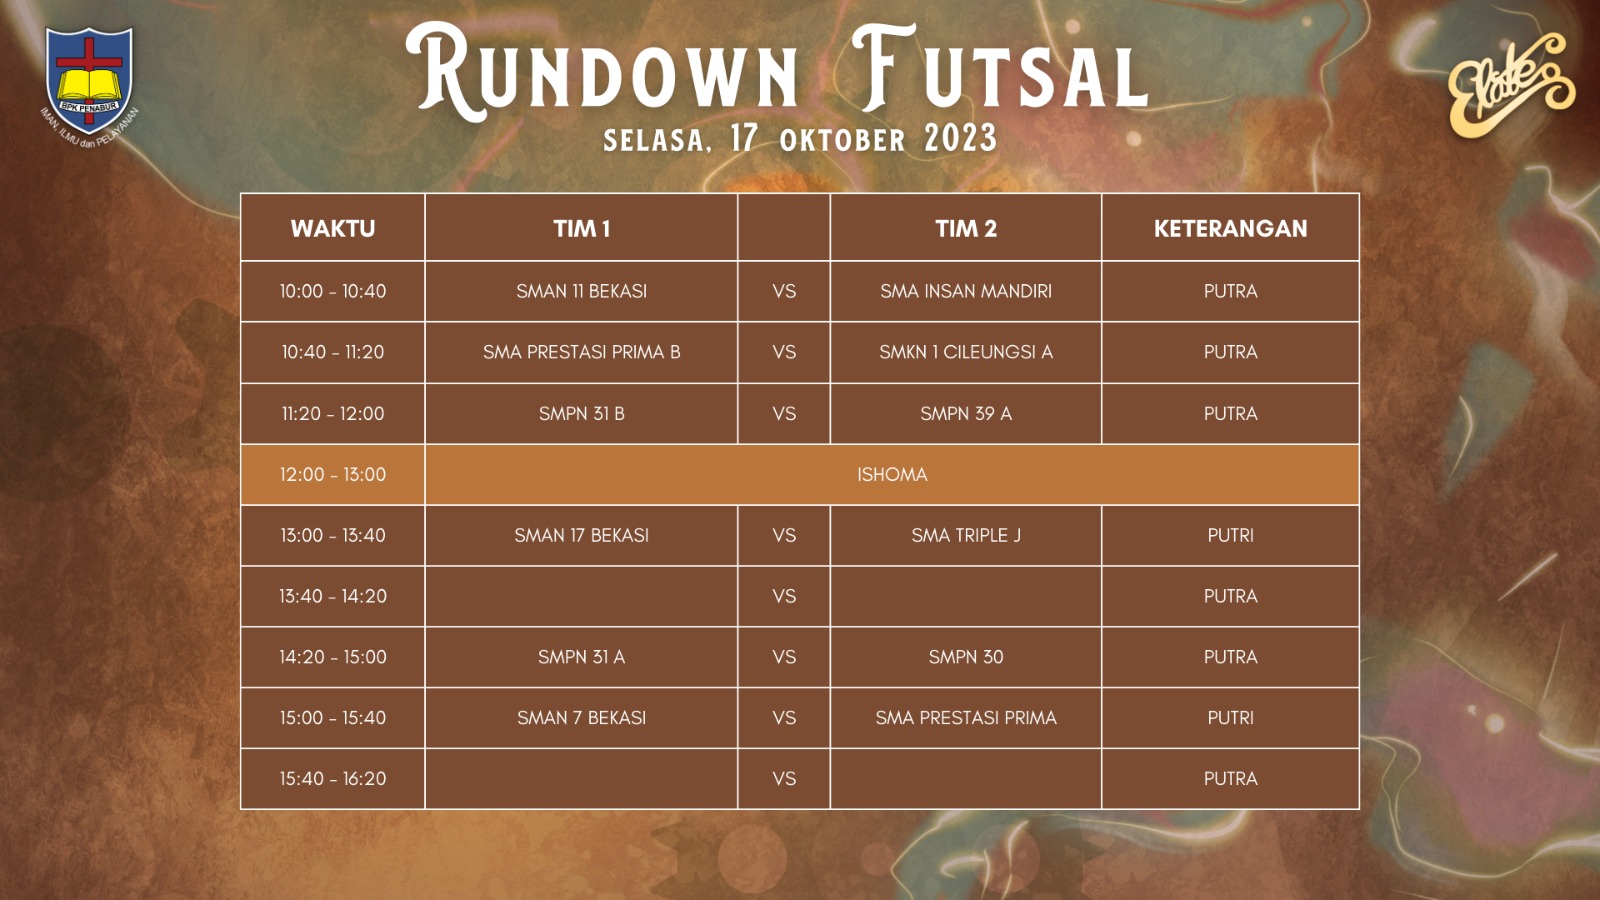 BPK PENABUR
IMAN, ILMU dan PELAYANAN
RUNDOWN FUTSAL
SELASA, 17 OKTOBER 2023
WAKTU TIM 1 TIM 2 KETERANGAN
10:00 - 10:40 SMAN 11 BEKASI VS SMA INSAN MANDIRI PUTRA
10:40 - 11:20 SMA PRESTASI PRIMA B VS SMKN 1 CILEUNGSI A PUTRA
11:20 - 12:00 SMPN 31 B VS SMPN 39 A PUTRA
12:00 - 13:00 ISHOMA
13:00 - 13:40 SMAN 17 BEKASI VS SMA TRIPLE J PUTRI
13:40 - 14:20 VS PUTRA
14:20 - 15:00 SMPN 31 A VS SMPN 30 PUTRA
15:00 - 15:40 SMAN 7 BEKASI VS SMA PRESTASI PRIMA PUTRI
15:40 - 16:20 VS PUTRA